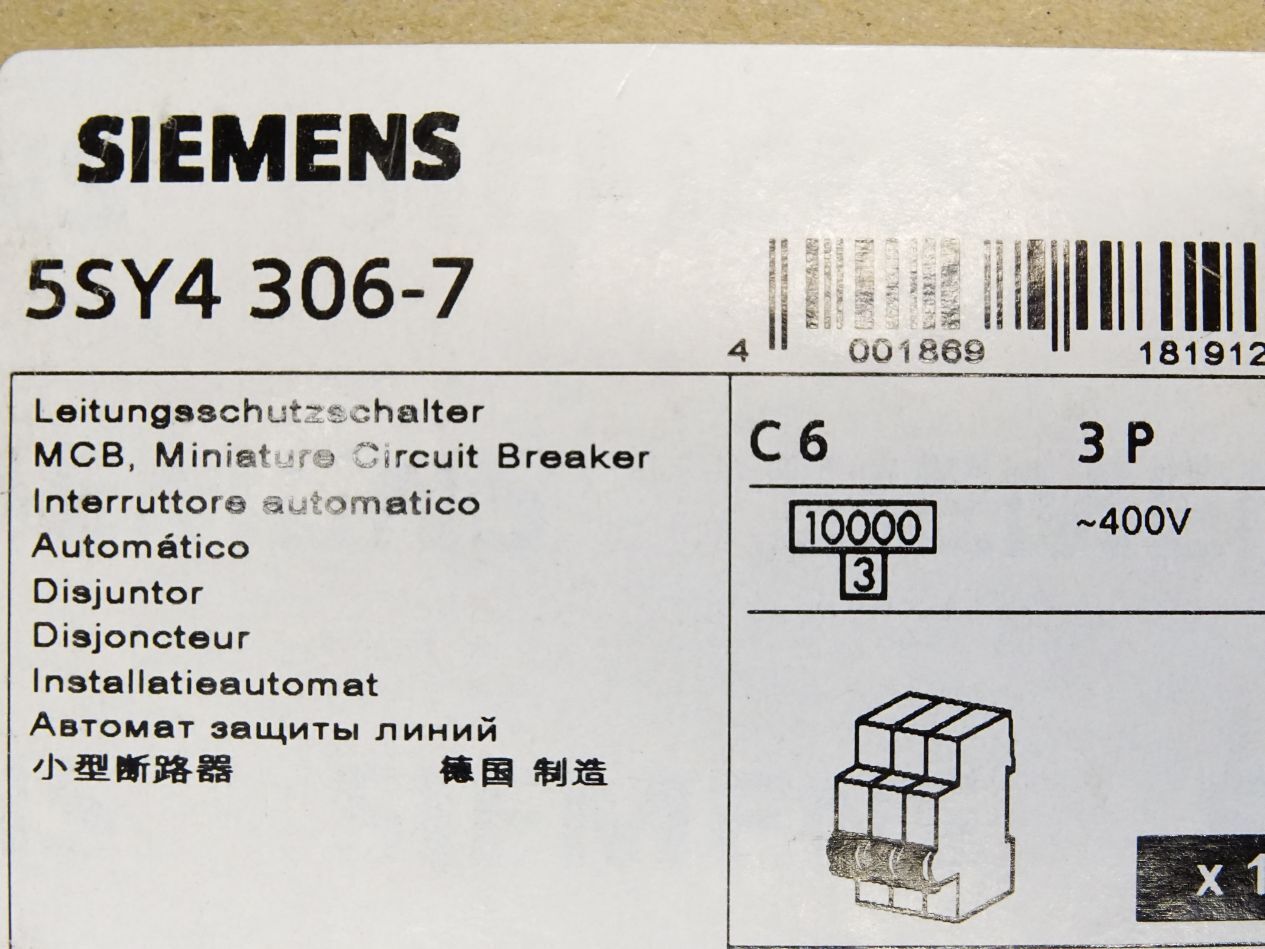 SIEMENS
5SY4 306-7
4 001869 181912
Leitungsschutzschalter
MCB, Miniature Circuit Breaker
Interruttore automatico
Automático
Disjuntor
Disjoncteur
Installatieautomat
Автомат защиты линий
小型断路器 德国 制造
C 6 3 P
10000 ~400V
3
x 1